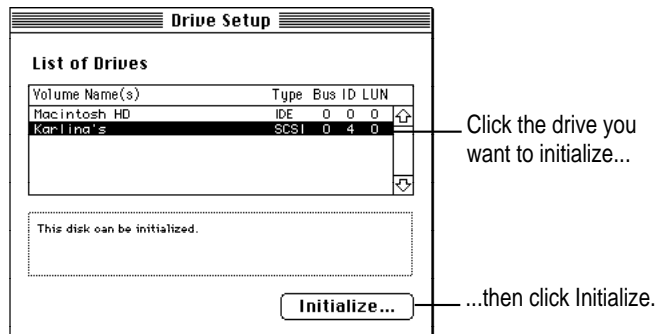 Drive Setup
List of Drives
Volume Name(s) Type Bus ID LUN
Macintosh HD IDE 0 0 0
Karlina's SCSI 0 4 0
Click the drive you
want to initialize...
This disk can be initialized.
Initialize...
...then click Initialize.